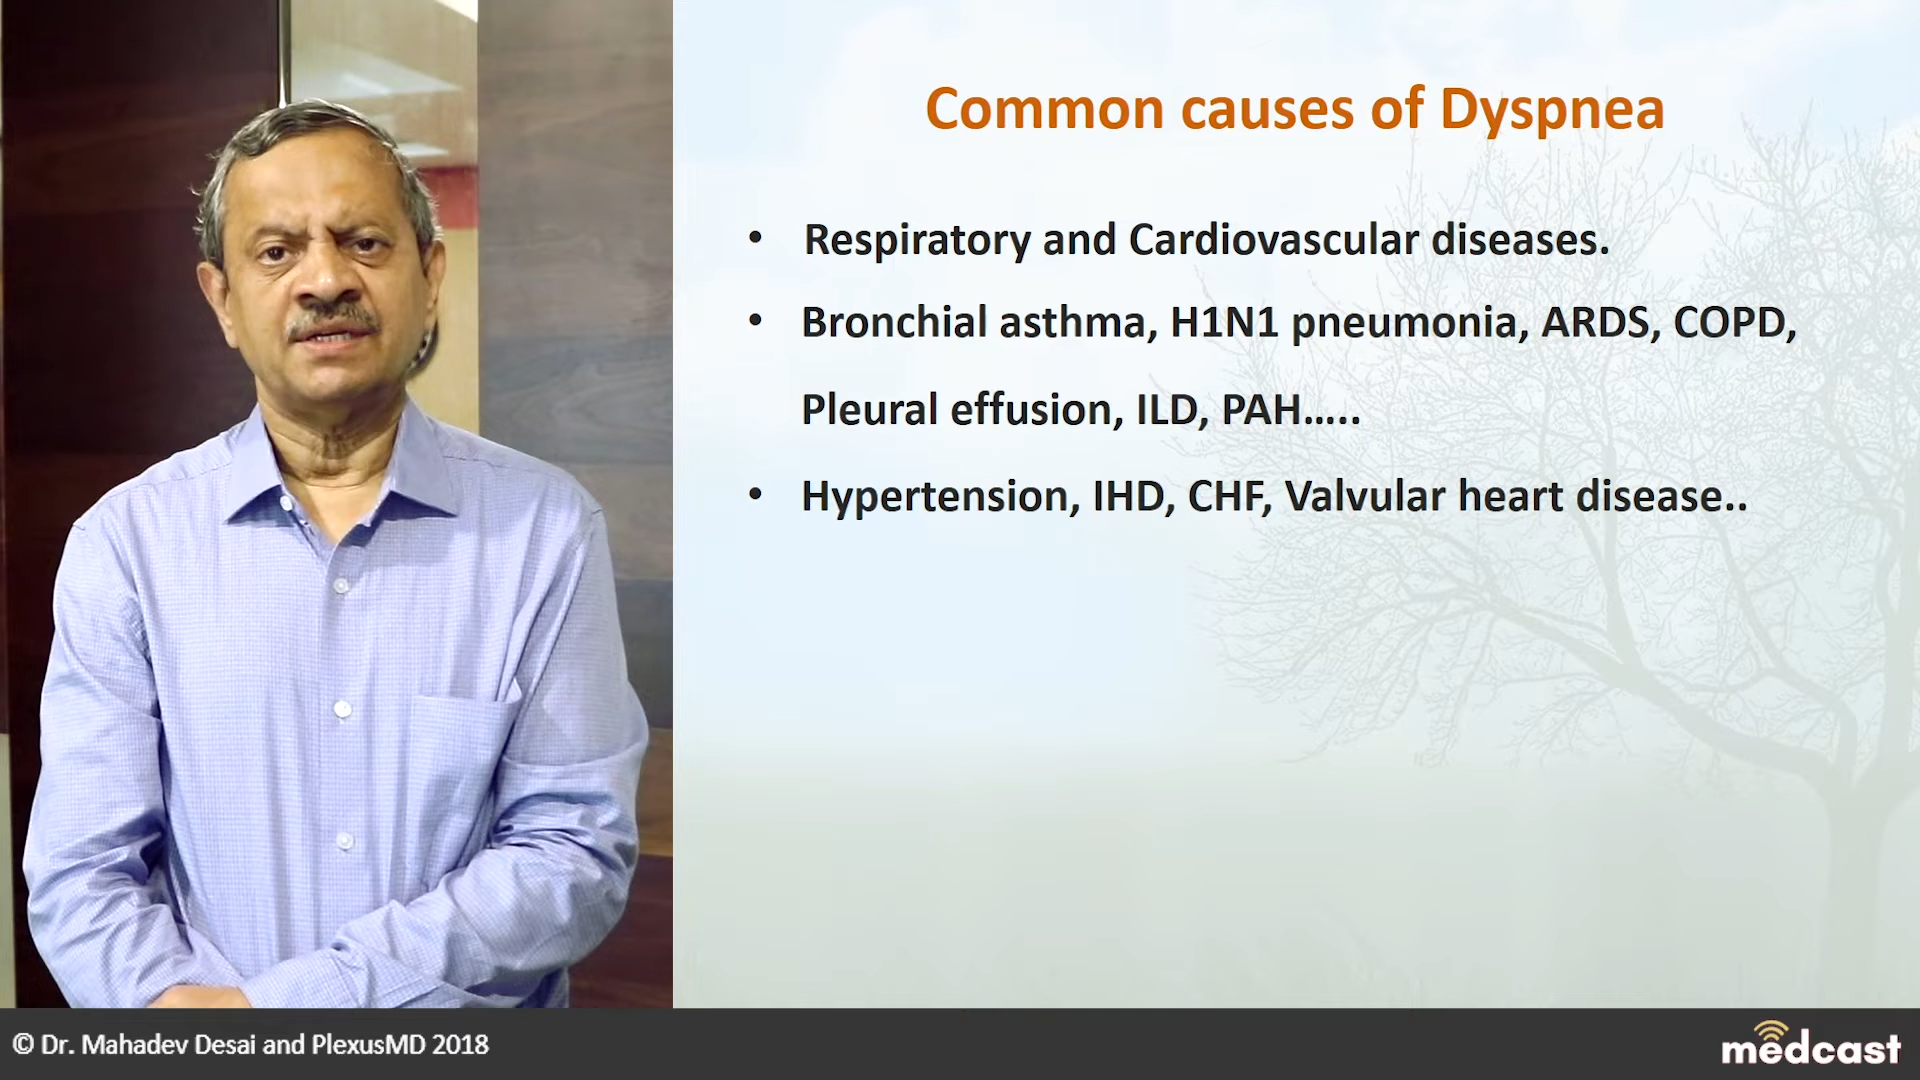 Common causes of Dyspnea
• Respiratory and Cardiovascular diseases.
• Bronchial asthma, H1N1 pneumonia, ARDS, COPD,
Pleural effusion, ILD, PAH.....
• Hypertension, IHD, CHF, Valvular heart disease..
© Dr. Mahadev Desai and PlexusMD 2018
medcast